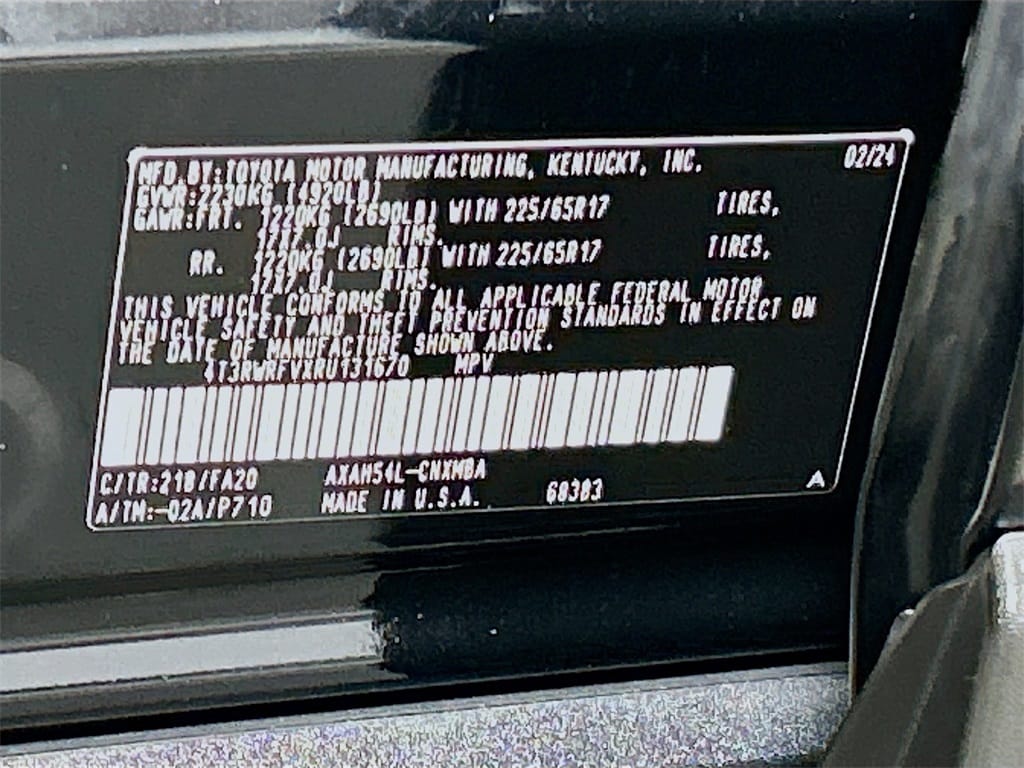 MFD.BY:TOYOTA MOTOR MANUFACTURING, KENTUCKY, INC. 02/24
GVWR:2230KG (4920LB)
GAWR:FRT. 1220KG (2690LB) WITH 225/65R17 TIRES,
17X7.0J RIMS.
RR. 1220KG (2690LB) WITH 225/65R17 TIRES,
17X7.0J RIMS.
THIS VEHICLE CONFORMS TO ALL APPLICABLE FEDERAL MOTOR
VEHICLE SAFETY AND THEFT PREVENTION STANDARDS IN EFFECT ON
THE DATE OF MANUFACTURE SHOWN ABOVE.
4T3RWRFVXRU131670 MPV
C/TR:218/FA20 AXAH54L-CNXMBA
A/TM:-02A/P710 MADE IN U.S.A. 68383 A